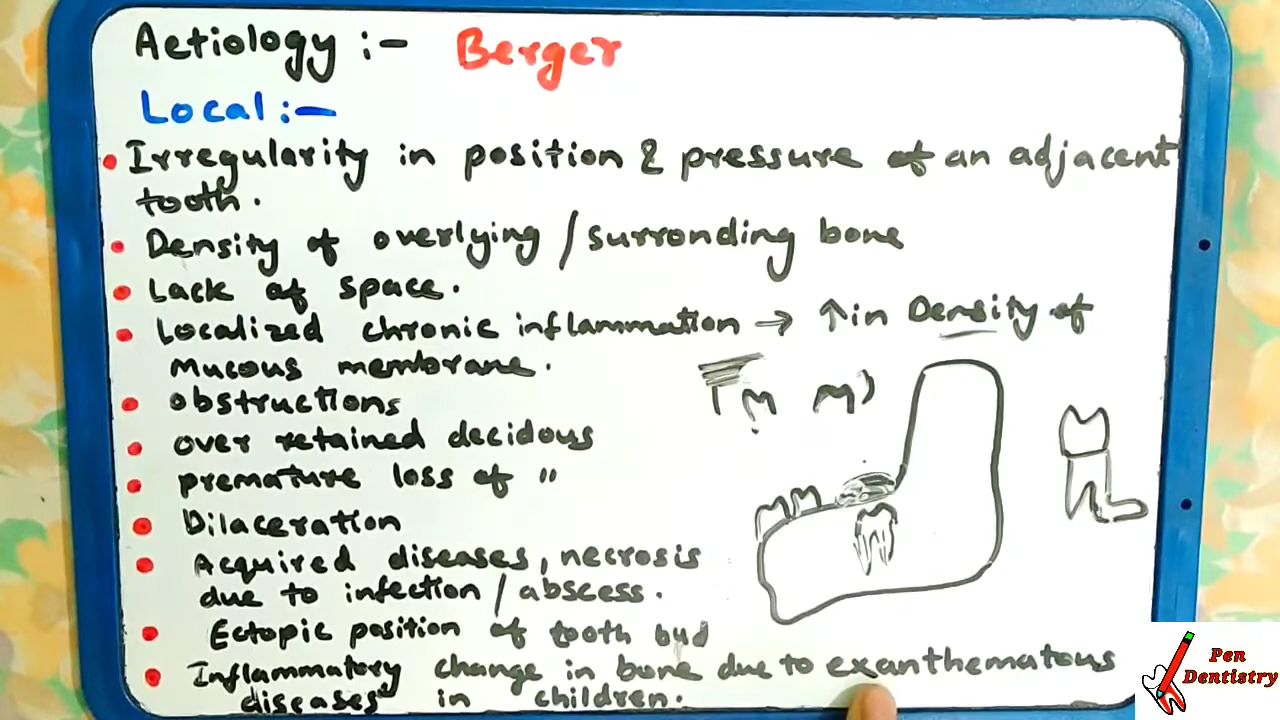 Aetiology :- Berger
Local :-
• Irregularity in position & pressure of an adjacent
tooth.
• Density of overlying / surronding bone
• Lack of space.
• Localized chronic inflammation → ↑ in Density of
Mucous membrane.
• obstructions
• over retained decidous
• premature loss of "
• Dilaceration
• Acquired diseases, necrosis
due to infection / abscess.
• Ectopic position of tooth bud
• Inflammatory change in bone due to exanthematous
diseases in children.
Pen
Dentistry